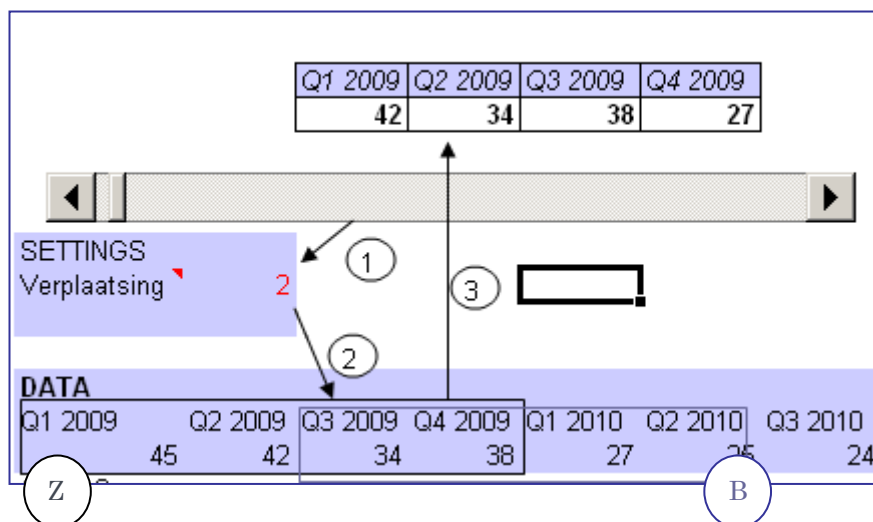 Q1 2009 Q2 2009 Q3 2009 Q4 2009
42 34 38 27
1
SETTINGS
Verplaatsing 2
3
2
DATA
Q1 2009 Q2 2009 Q3 2009 Q4 2009 Q1 2010 Q2 2010 Q3 2010
45 42 34 38 27 24
Z B